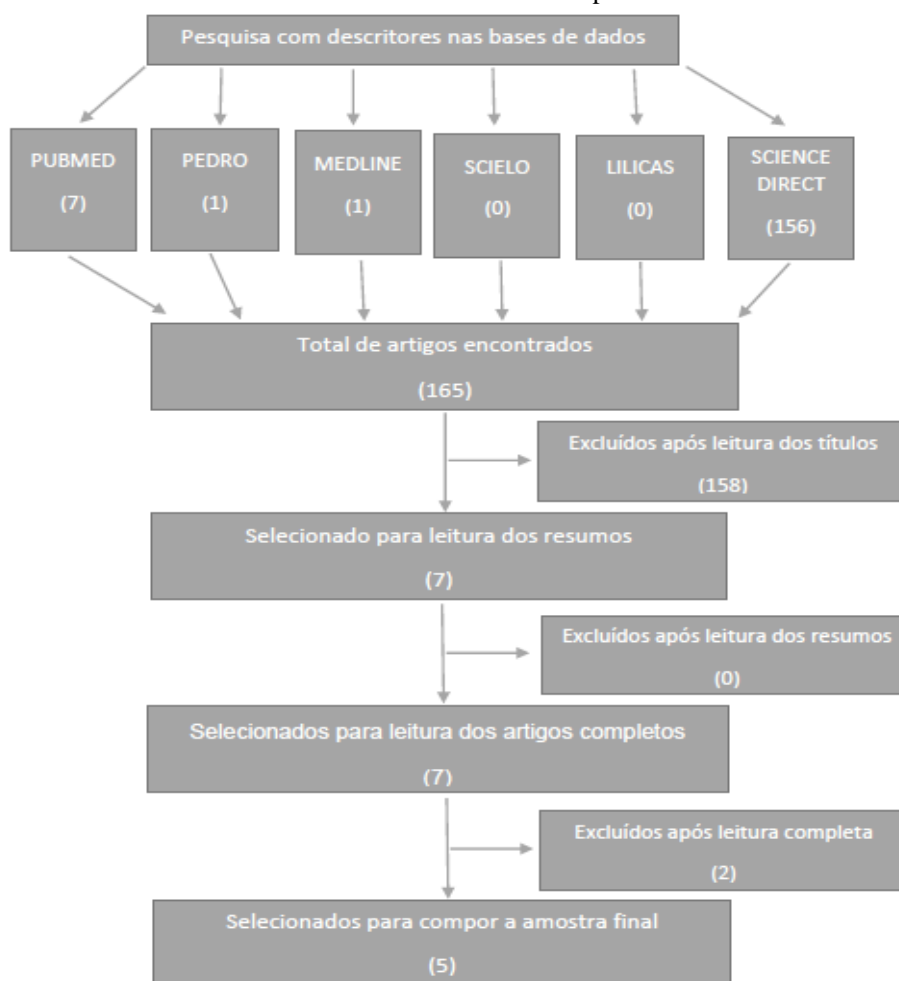 Pesquisa com descritores nas bases de dados
PUBMED
(7)
PEDRO
(1)
MEDLINE
(1)
SCIELO
(0)
LILICAS
(0)
SCIENCE
DIRECT
(156)
Total de artigos encontrados
(165)
Excluídos após leitura dos títulos
(158)
Selecionado para leitura dos resumos
(7)
Excluídos após leitura dos resumos
(0)
Selecionados para leitura dos artigos completos
(7)
Excluídos após leitura completa
(2)
Selecionados para compor a amostra final
(5)